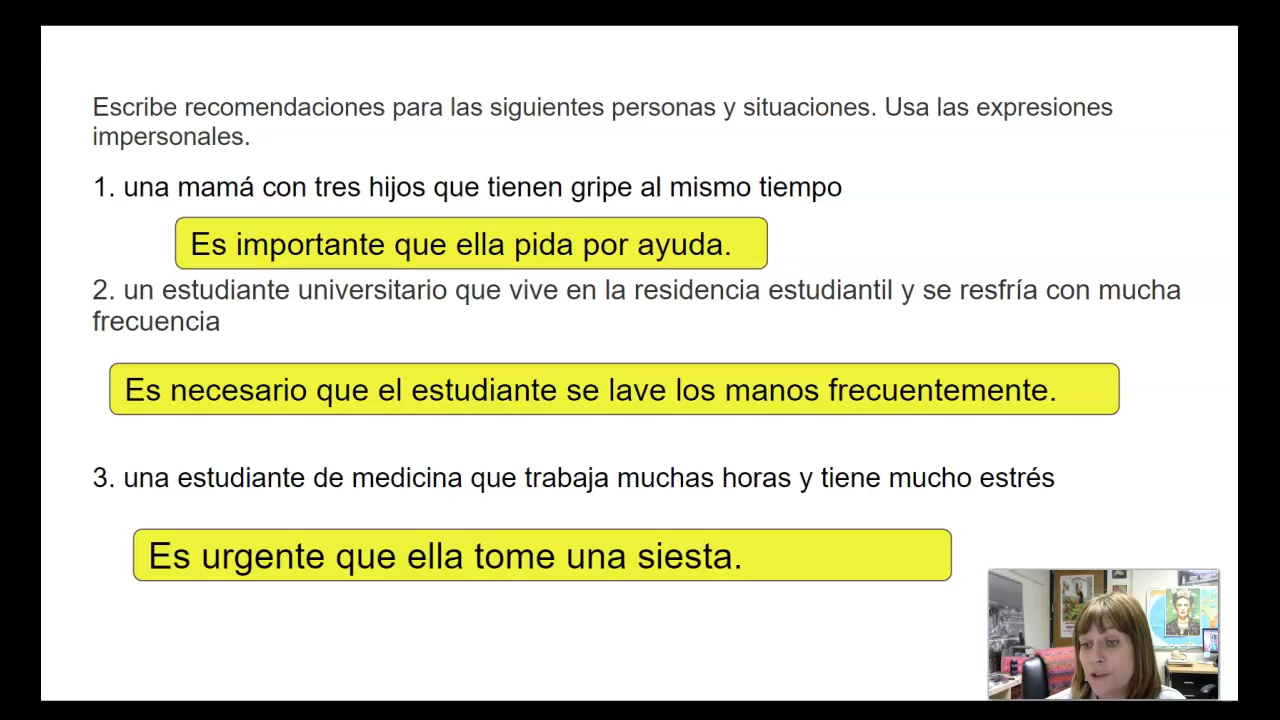 Escribe recomendaciones para las siguientes personas y situaciones. Usa las expresiones
impersonales.
1. una mamá con tres hijos que tienen gripe al mismo tiempo
Es importante que ella pida por ayuda.
2. un estudiante universitario que vive en la residencia estudiantil y se resfría con mucha
frecuencia
Es necesario que el estudiante se lave los manos frecuentemente.
3. una estudiante de medicina que trabaja muchas horas y tiene mucho estrés
Es urgente que ella tome una siesta.